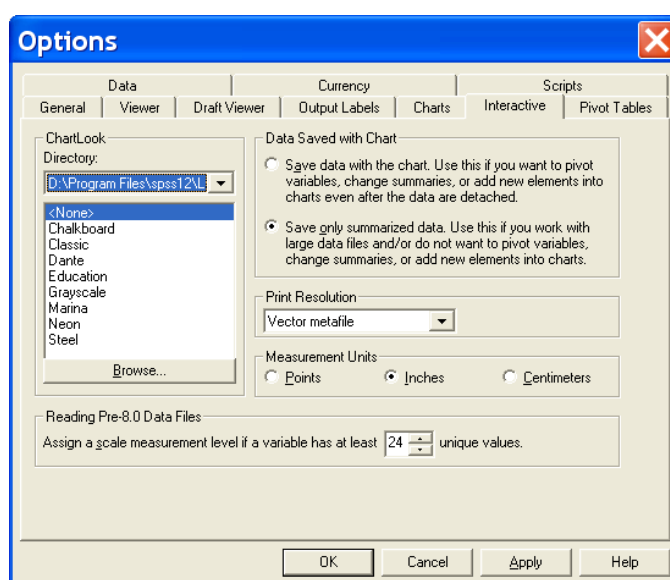 Options
Data Currency Scripts
General Viewer Draft Viewer Output Labels Charts Interactive Pivot Tables
ChartLook
Directory:
D:\Program Files\spss12\L
<None>
Chalkboard
Classic
Dante
Education
Grayscale
Marina
Neon
Steel
Browse...
Data Saved with Chart
Save data with the chart. Use this if you want to pivot
variables, change summaries, or add new elements into
charts even after the data are detached.
Save only summarized data. Use this if you work with
large data files and/or do not want to pivot variables,
change summaries, or add new elements into charts.
Print Resolution
Vector metafile
Measurement Units
Points Inches Centimeters
Reading Pre-8.0 Data Files
Assign a scale measurement level if a variable has at least 24 unique values.
OK Cancel Apply Help